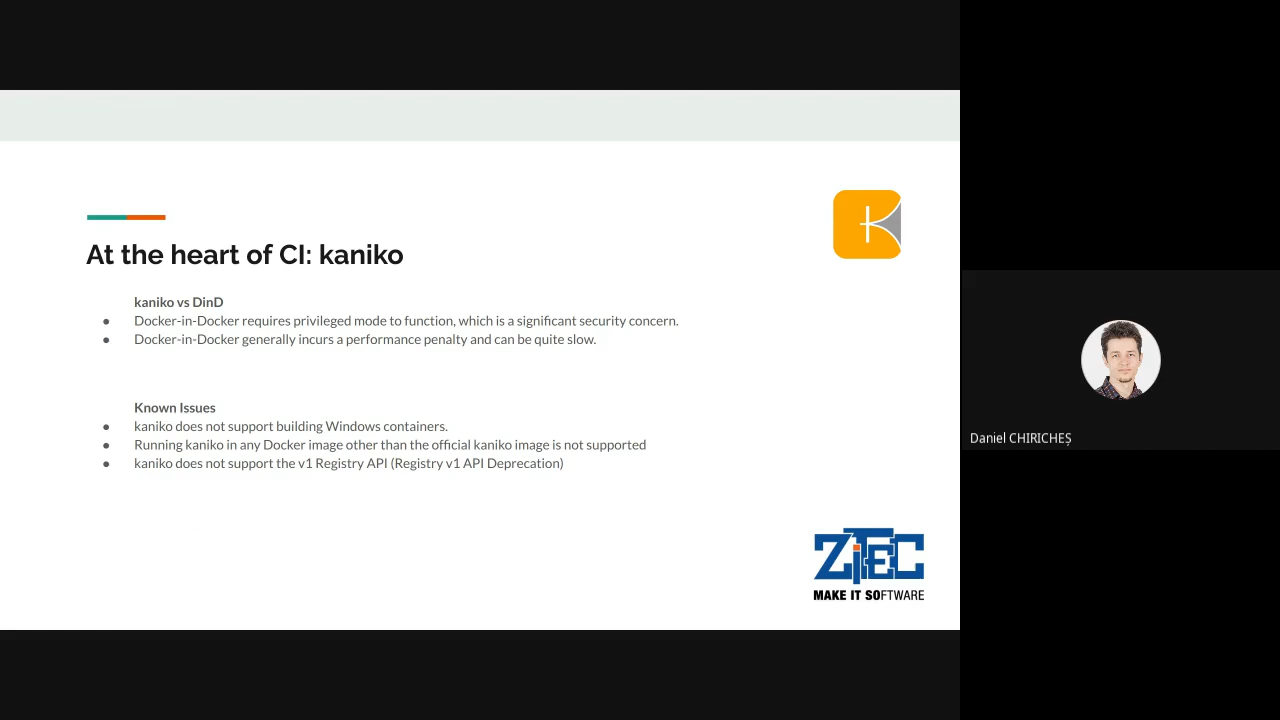 At the heart of CI: kaniko
kaniko vs DinD
● Docker-in-Docker requires privileged mode to function, which is a significant security concern.
● Docker-in-Docker generally incurs a performance penalty and can be quite slow.
Known Issues
● kaniko does not support building Windows containers.
● Running kaniko in any Docker image other than the official kaniko image is not supported
● kaniko does not support the v1 Registry API (Registry v1 API Deprecation)
ZiTEC
MAKE IT SOFTWARE
Daniel CHIRICHEȘ